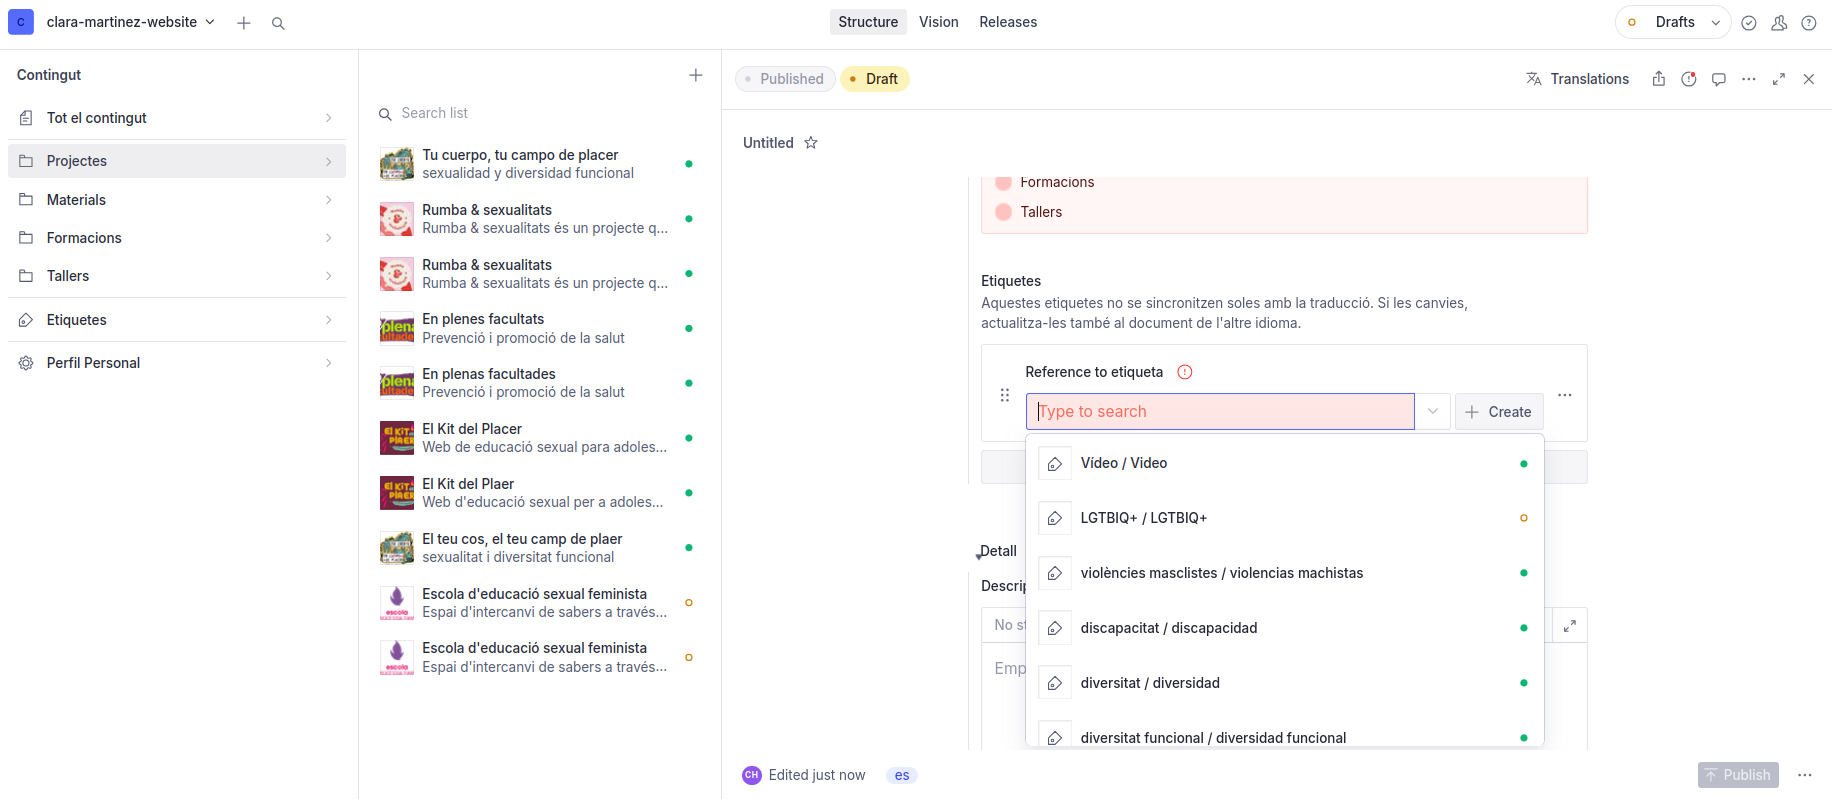 C
clara-martinez-website
Structure
Vision
Releases
Drafts
Contingut
Tot el contingut
Projectes
Materials
Formacions
Tallers
Etiquetes
Perfil Personal
Search list
Tu cuerpo, tu campo de placer
sexualidad y diversidad funcional
Rumba & sexualitats
Rumba & sexualitats és un projecte q...
Rumba & sexualitats
Rumba & sexualitats és un projecte q...
En plenes facultats
Prevenció i promoció de la salut
En plenas facultades
Prevenció i promoció de la salut
El Kit del Placer
Web de educació sexual para adoles...
El Kit del Plaer
Web d'educació sexual per a adoles...
El teu cos, el teu camp de plaer
sexualitat i diversitat funcional
Escola d'educació sexual feminista
Espai d'intercanvi de sabers a través...
Escola d'educació sexual feminista
Espai d'intercanvi de sabers a través...
Published
Draft
Translations
Untitled
Formacions
Tallers
Etiquetes
Aquestes etiquetes no se sincronitzen soles amb la traducció. Si les canvies,
actualitza-les també al document de l'altre idioma.
Reference to etiqueta
Type to search
Create
Vídeo / Video
LGTBIQ+ / LGTBIQ+
violències masclistes / violencias machistas
discapacitat / discapacidad
diversitat / diversidad
diversitat funcional / diversidad funcional
Detall
Descrip
No st
Emp
CH
Edited just now
es
Publish